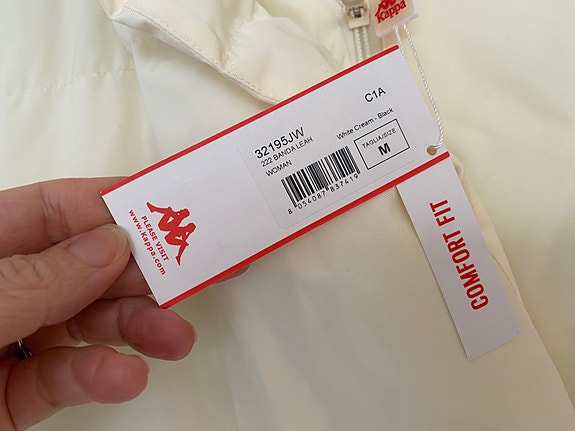 Kappa
C1A
32195JW
222 BANDA LEAH
White Cream - Black
WOMAN
TAGLIA/SIZE
M
8 054087 837419
PLEASE VISIT
www.Kappa.com
COMFORT FIT